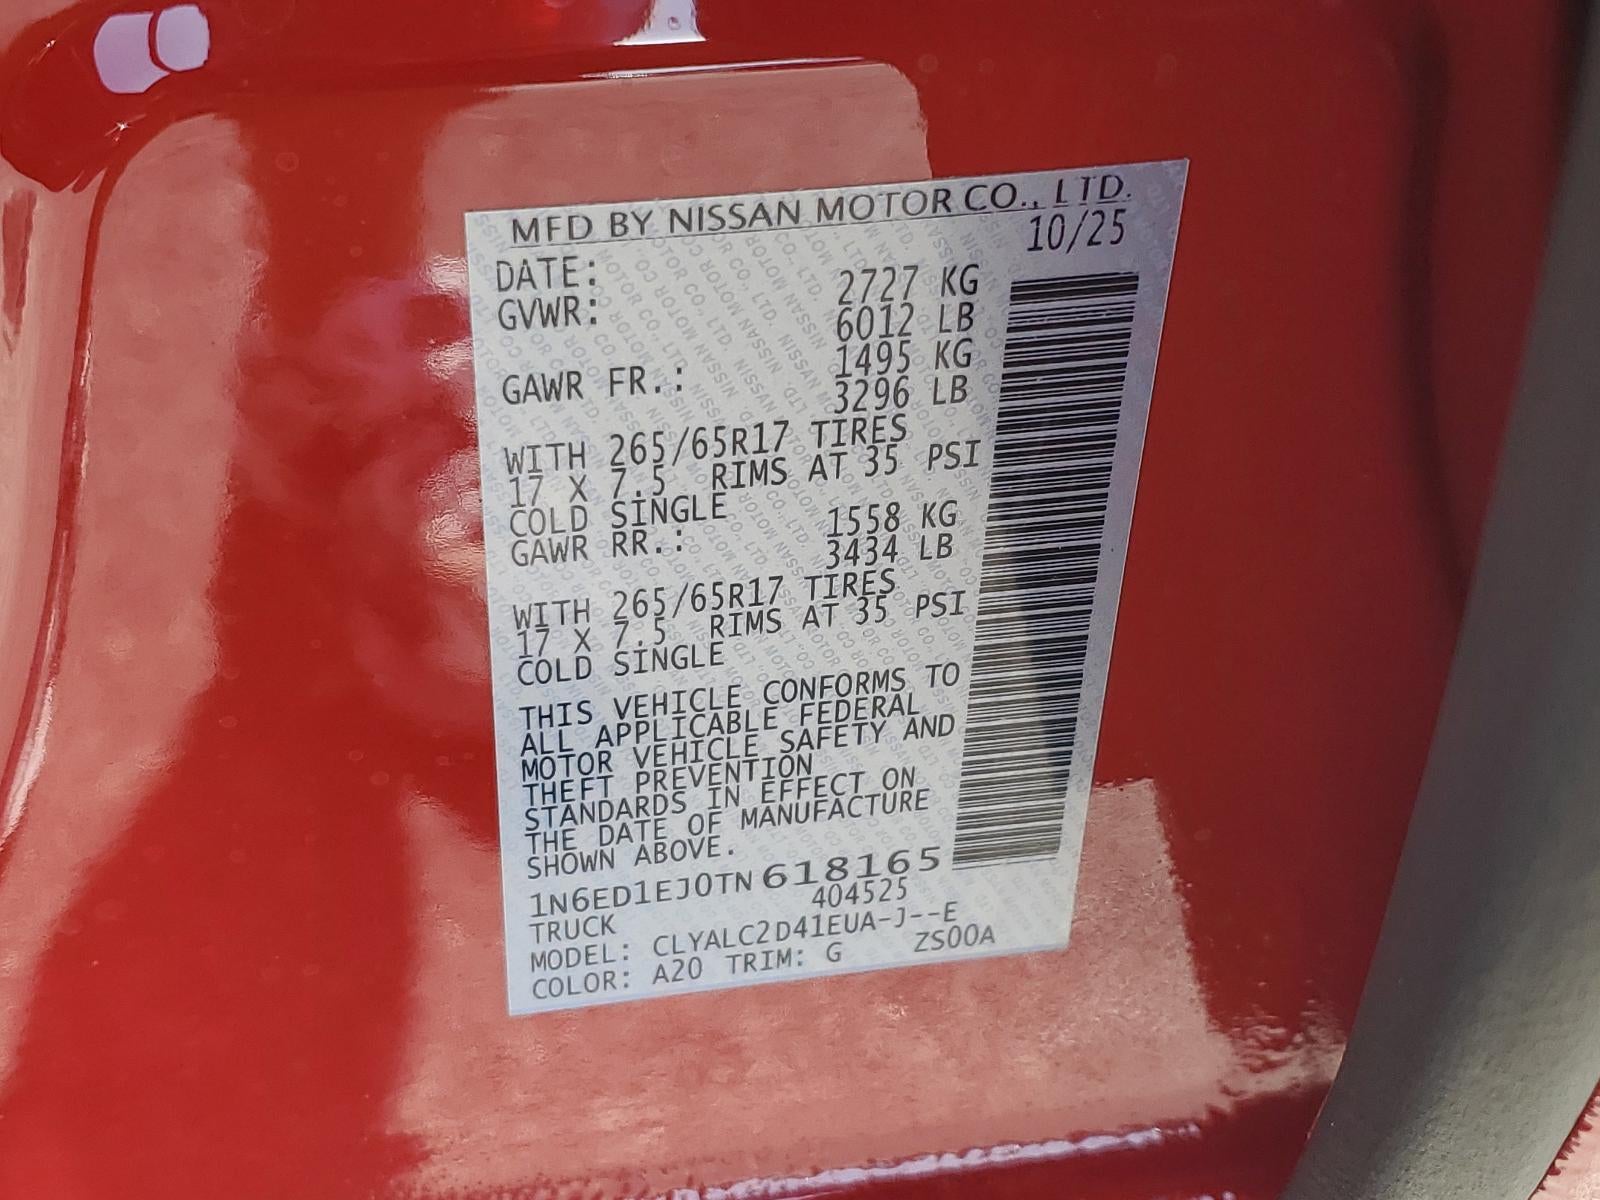 MFD BY NISSAN MOTOR CO., LTD.
DATE: 10/25
GVWR: 2727 KG
6012 LB
GAWR FR.: 1495 KG
3296 LB
WITH 265/65R17 TIRES
17 X 7.5 RIMS AT 35 PSI
COLD SINGLE
GAWR RR.: 1558 KG
3434 LB
WITH 265/65R17 TIRES
17 X 7.5 RIMS AT 35 PSI
COLD SINGLE
THIS VEHICLE CONFORMS TO
ALL APPLICABLE FEDERAL
MOTOR VEHICLE SAFETY AND
THEFT PREVENTION
STANDARDS IN EFFECT ON
THE DATE OF MANUFACTURE
SHOWN ABOVE.
1N6ED1EJ0TN618165
TRUCK 404525
MODEL: CLYALC2D41EUA-J--E
COLOR: A20 TRIM: G ZS00A